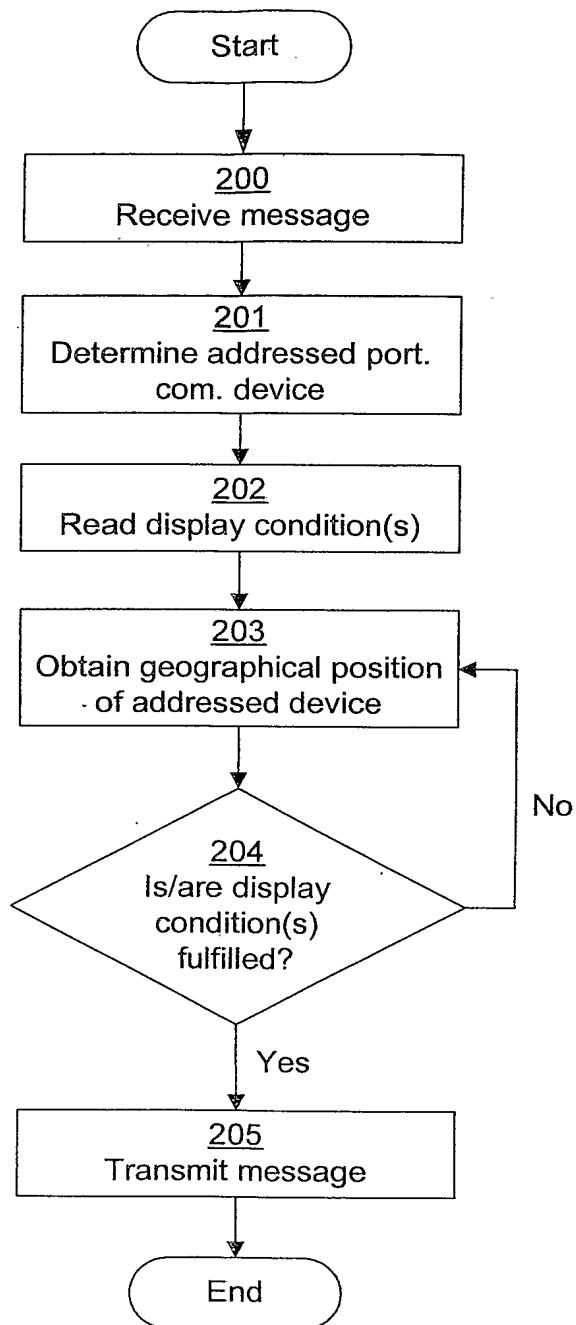 Start
200
Receive message
201
Determine addressed port.
com. device
202
Read display condition(s)
203
Obtain geographical position
of addressed device
No
204
Is/are display
condition(s)
fulfilled?
Yes
205
Transmit message
End